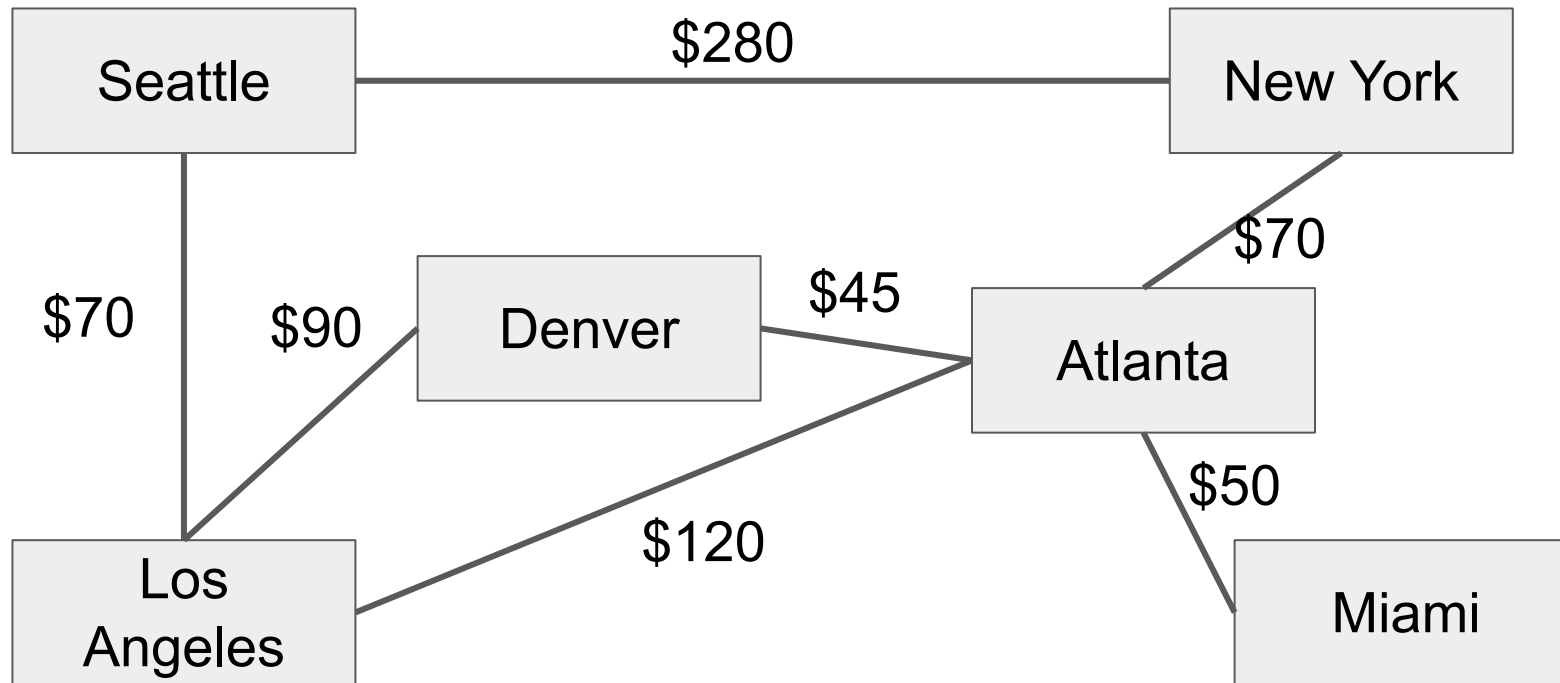 $280
Seattle
New York
$70
$45
$70
$90
Denver
Atlanta
$50
$120
Los
Angeles
Miami